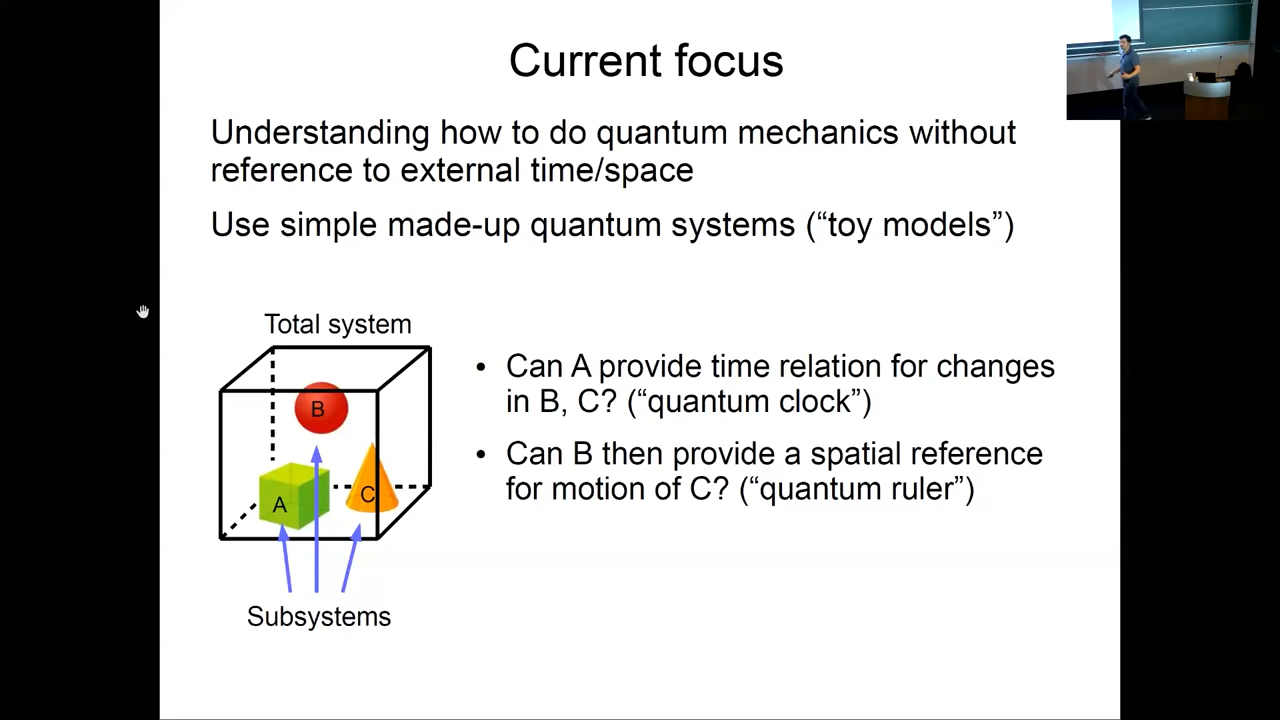 Current focus
Understanding how to do quantum mechanics without
reference to external time/space
Use simple made-up quantum systems (“toy models”)
Total system
B
A
C
Subsystems
• Can A provide time relation for changes
in B, C? (“quantum clock”)
• Can B then provide a spatial reference
for motion of C? (“quantum ruler”)